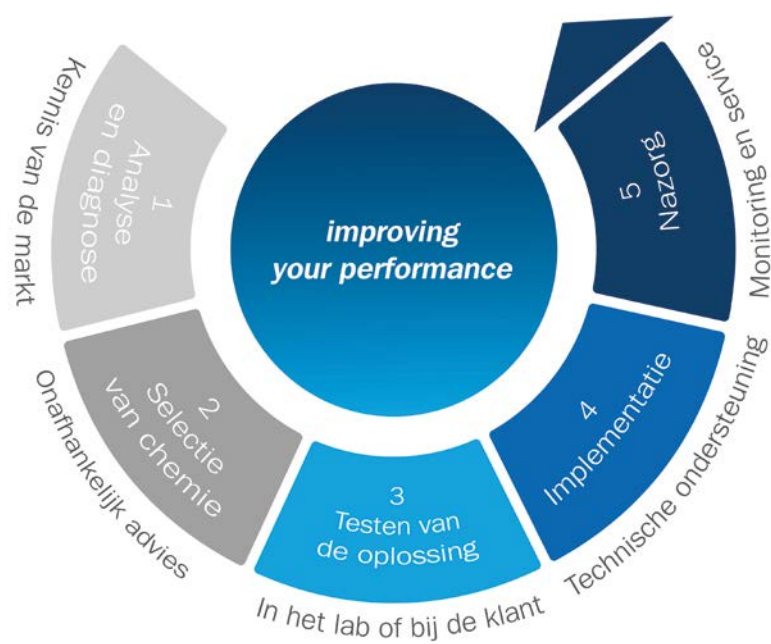 improving
your performance
1
Analyse
en diagnose
Kennis van de markt
2
Selectie
van chemie
Onafhankelijk advies
3
Testen van
de oplossing
In het lab of bij de klant
4
Implementatie
Technische ondersteuning
5
Nazorg
Monitoring en service